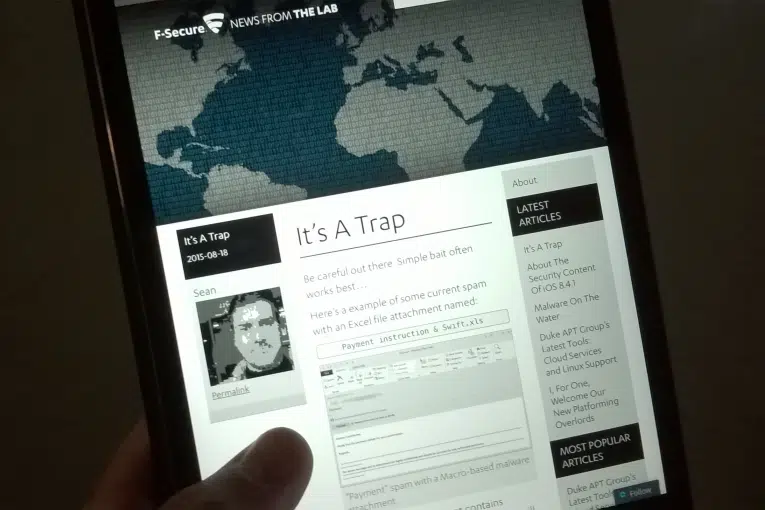 F-Secure. NEWS FROM THE LAB
It's A Trap
2015-08-18
Sean
Permalink
It's A Trap
Be careful out there Simple bait often
works best…
Here's a example of some current spam
with an Excel file attachment named:
Payment instruction & Swift.xls
"Payment" spam with a Macro-based malware
attachment
contains
About
LATEST
ARTICLES
It's A Trap
About The
Security Content
Of iOS 8.4.1
Malware On The
Water
Duke APT Group's
Latest Tools:
Cloud Services
and Linux Support
I, For One,
Welcome Our
New Platforming
Overlords
MOST POPULAR
ARTICLES
Duke APT Group's
Latest Tools
Follow